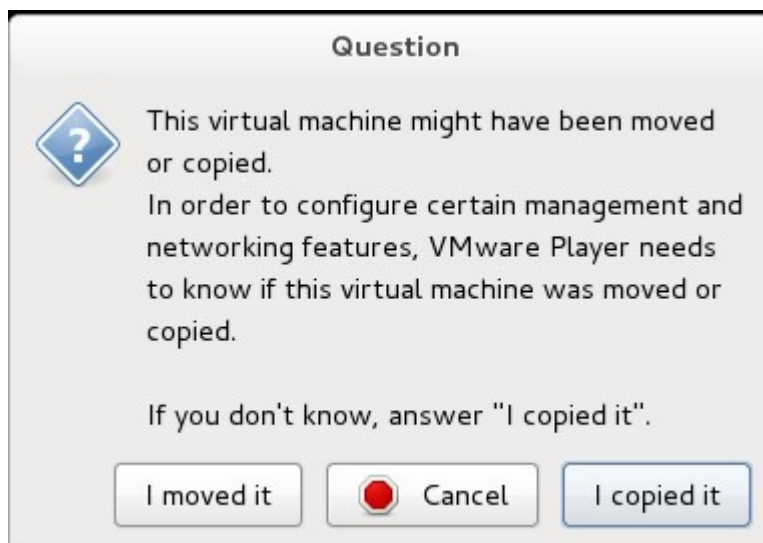 Question
This virtual machine might have been moved
or copied.
In order to configure certain management and
networking features, VMware Player needs
to know if this virtual machine was moved or
copied.
If you don't know, answer "I copied it".
I moved it
Cancel
I copied it